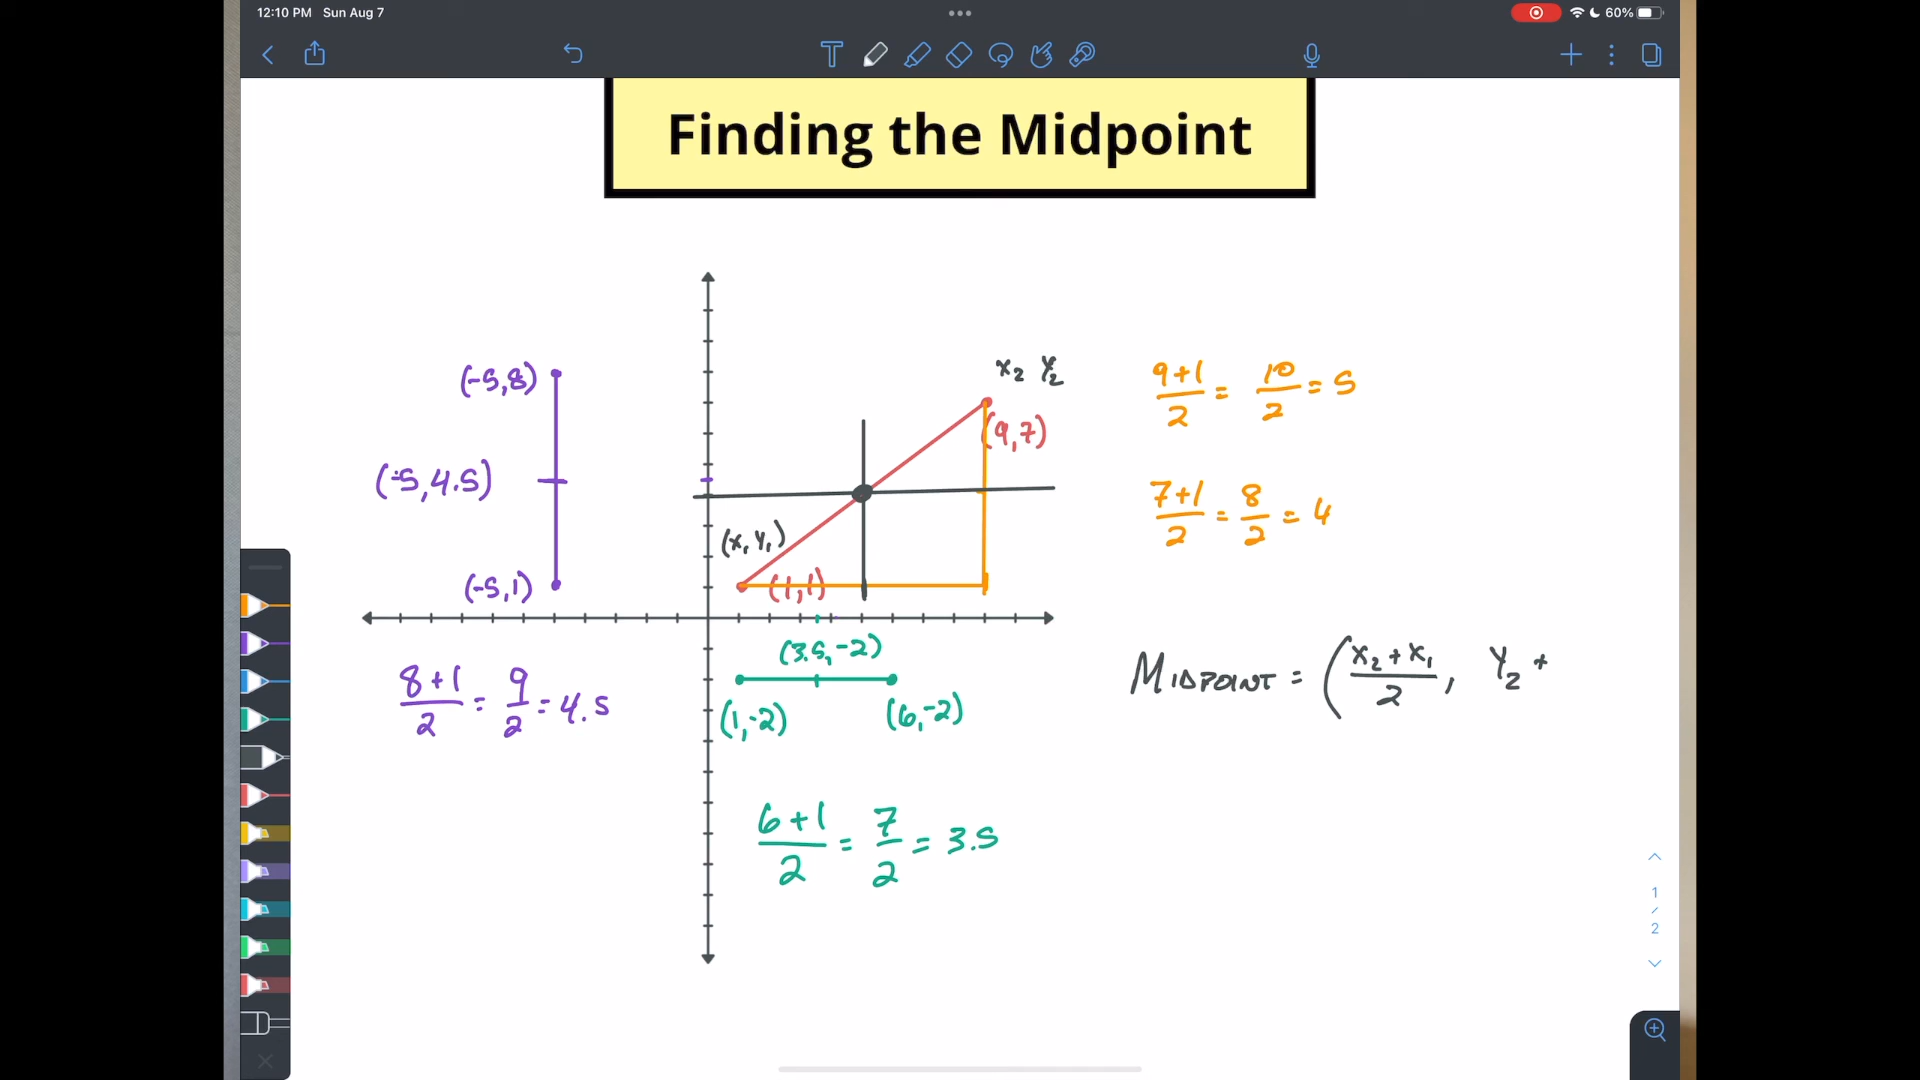 12:10 PM Sun Aug 7
60%
T
Finding the Midpoint
x₂ y₂
(9,7)
(x₁ y₁)
(1,1)
(-5,8)
(-5,4.5)
(-5,1)
8+1/2 = 9/2 = 4.5
(3.5,-2)
(1,-2)
(6,-2)
6+1/2 = 7/2 = 3.5
9+1/2 = 10/2 = 5
7+1/2 = 8/2 = 4
MIDPOINT = (x₂+x₁/2, y₂+
1
/
2